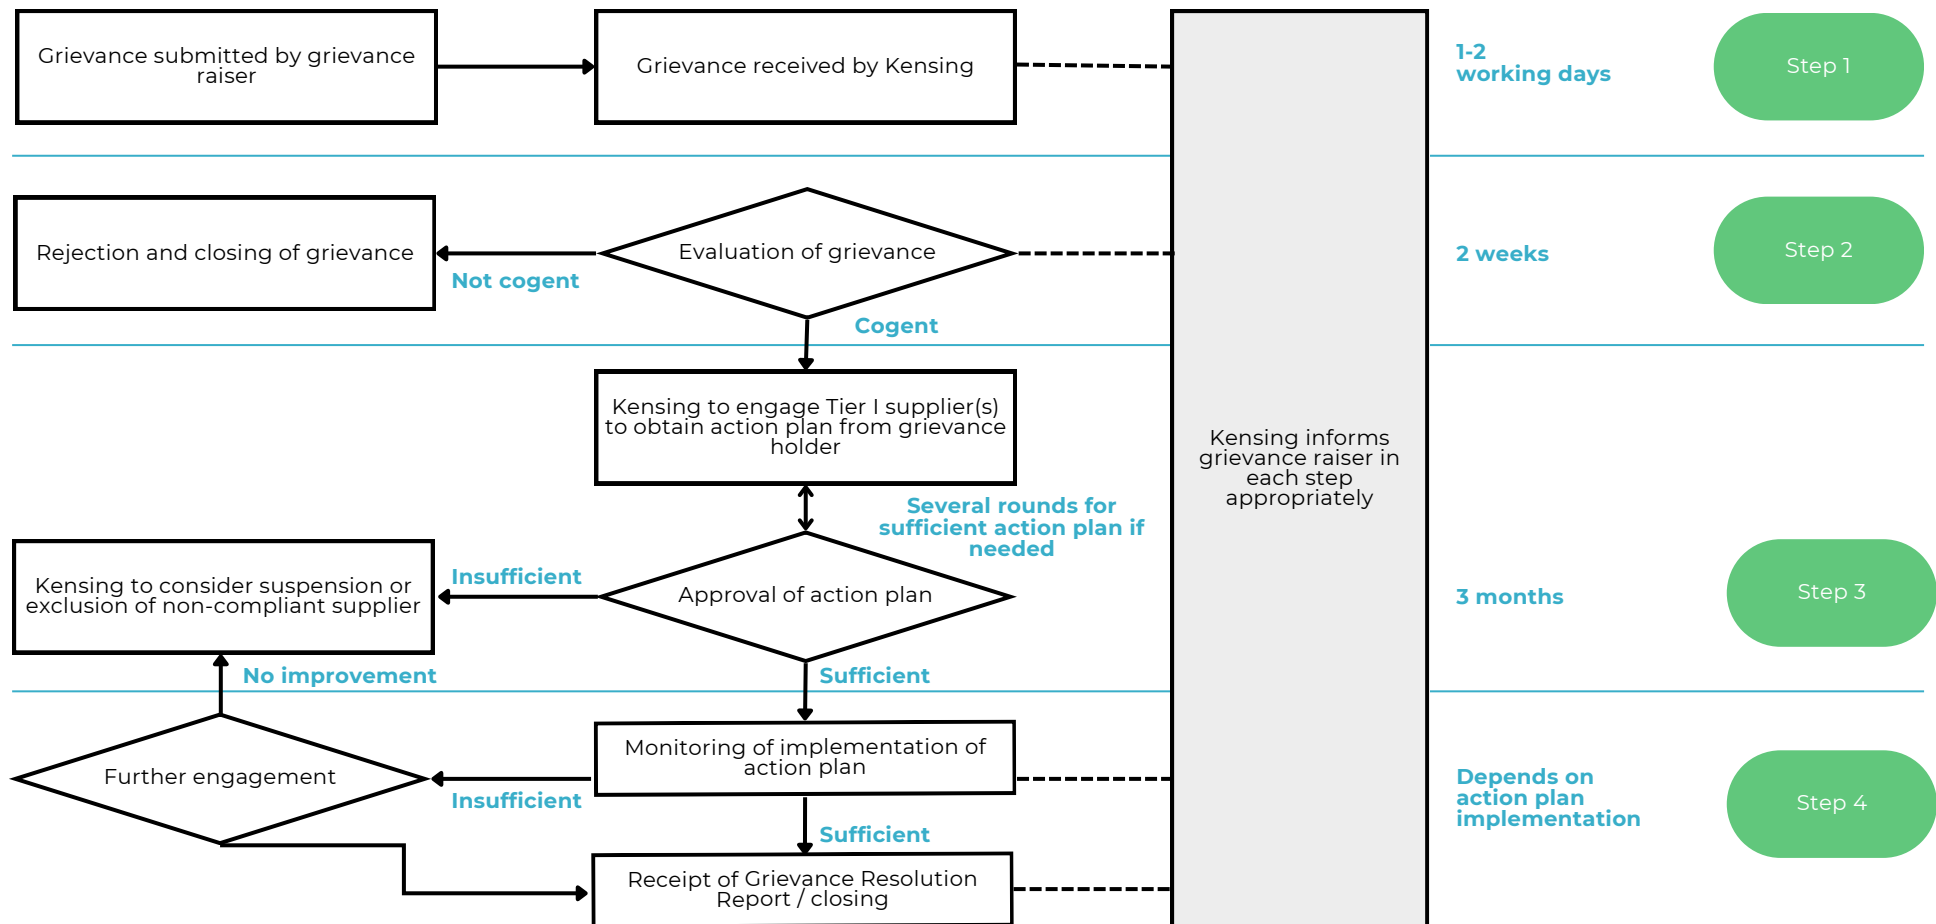 Grievance submitted by grievance
raiser
Grievance received by Kensing
1-2
working days
Step 1
Rejection and closing of grievance
Not cogent
Evaluation of grievance
Cogent
2 weeks
Step 2
Kensing to engage Tier I supplier(s)
to obtain action plan from grievance
holder
Kensing informs
grievance raiser in
each step
appropriately
Several rounds for
sufficient action plan if
needed
Kensing to consider suspension or
exclusion of non-compliant supplier
Insufficient
Approval of action plan
3 months
Step 3
No improvement
Sufficient
Further engagement
Insufficient
Monitoring of implementation of
action plan
Depends on
action plan
implementation
Step 4
Sufficient
Receipt of Grievance Resolution
Report / closing